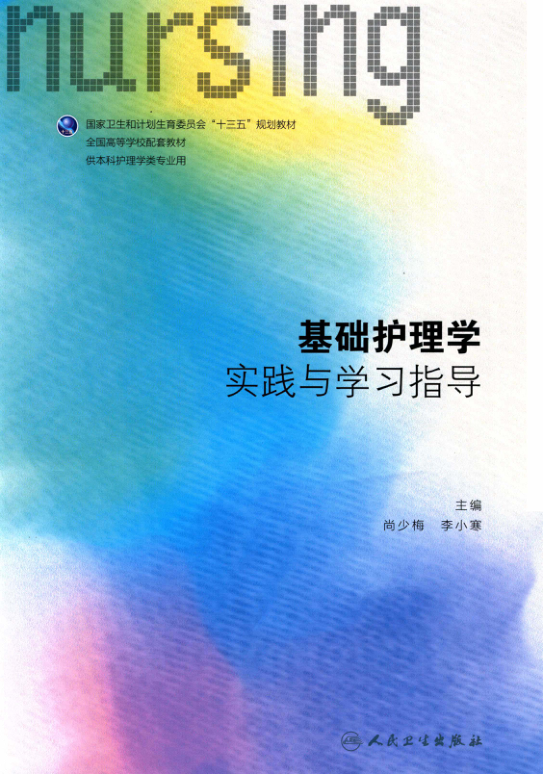 nursing
国家卫生和计划生育委员会“十三五”规划教材
全国高等学校配套教材
供本科护理学类专业用
基础护理学
实践与学习指导
主编
尚少梅 李小寒
人民卫生出版社